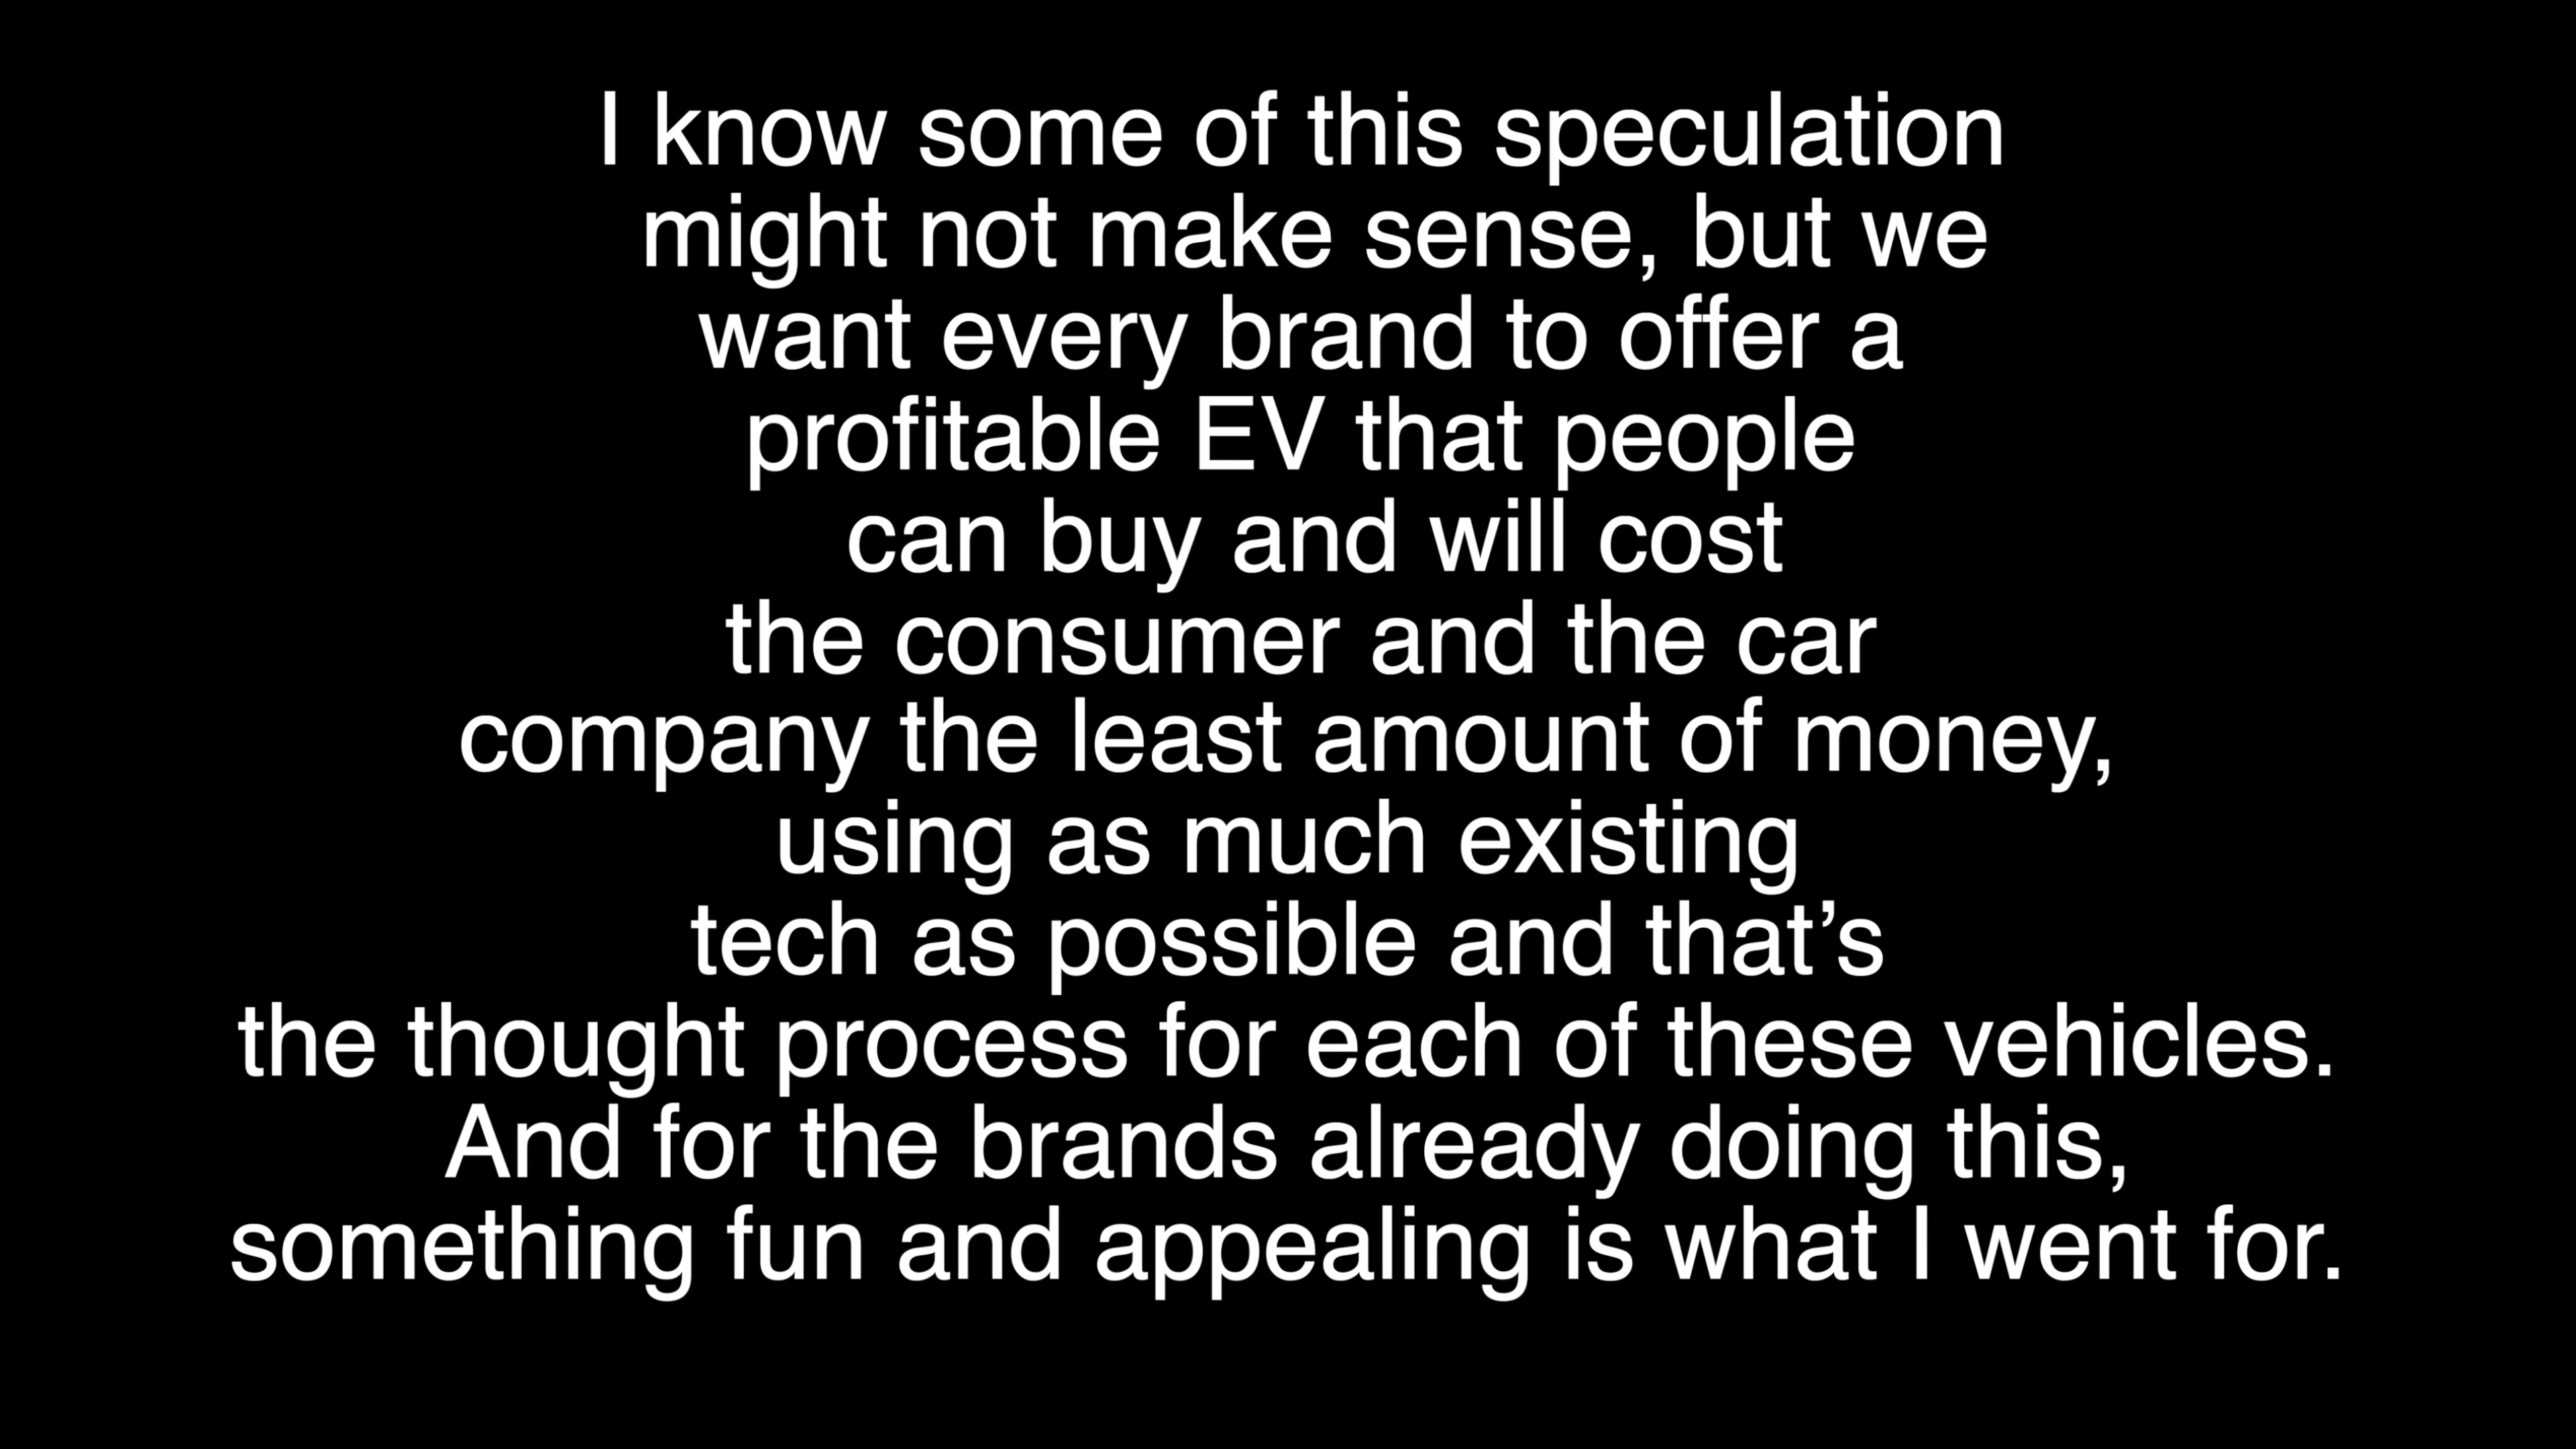 I know some of this speculation
might not make sense, but we
want every brand to offer a
profitable EV that people
can buy and will cost
the consumer and the car
company the least amount of money,
using as much existing
tech as possible and that’s
the thought process for each of these vehicles.
And for the brands already doing this,
something fun and appealing is what I went for.